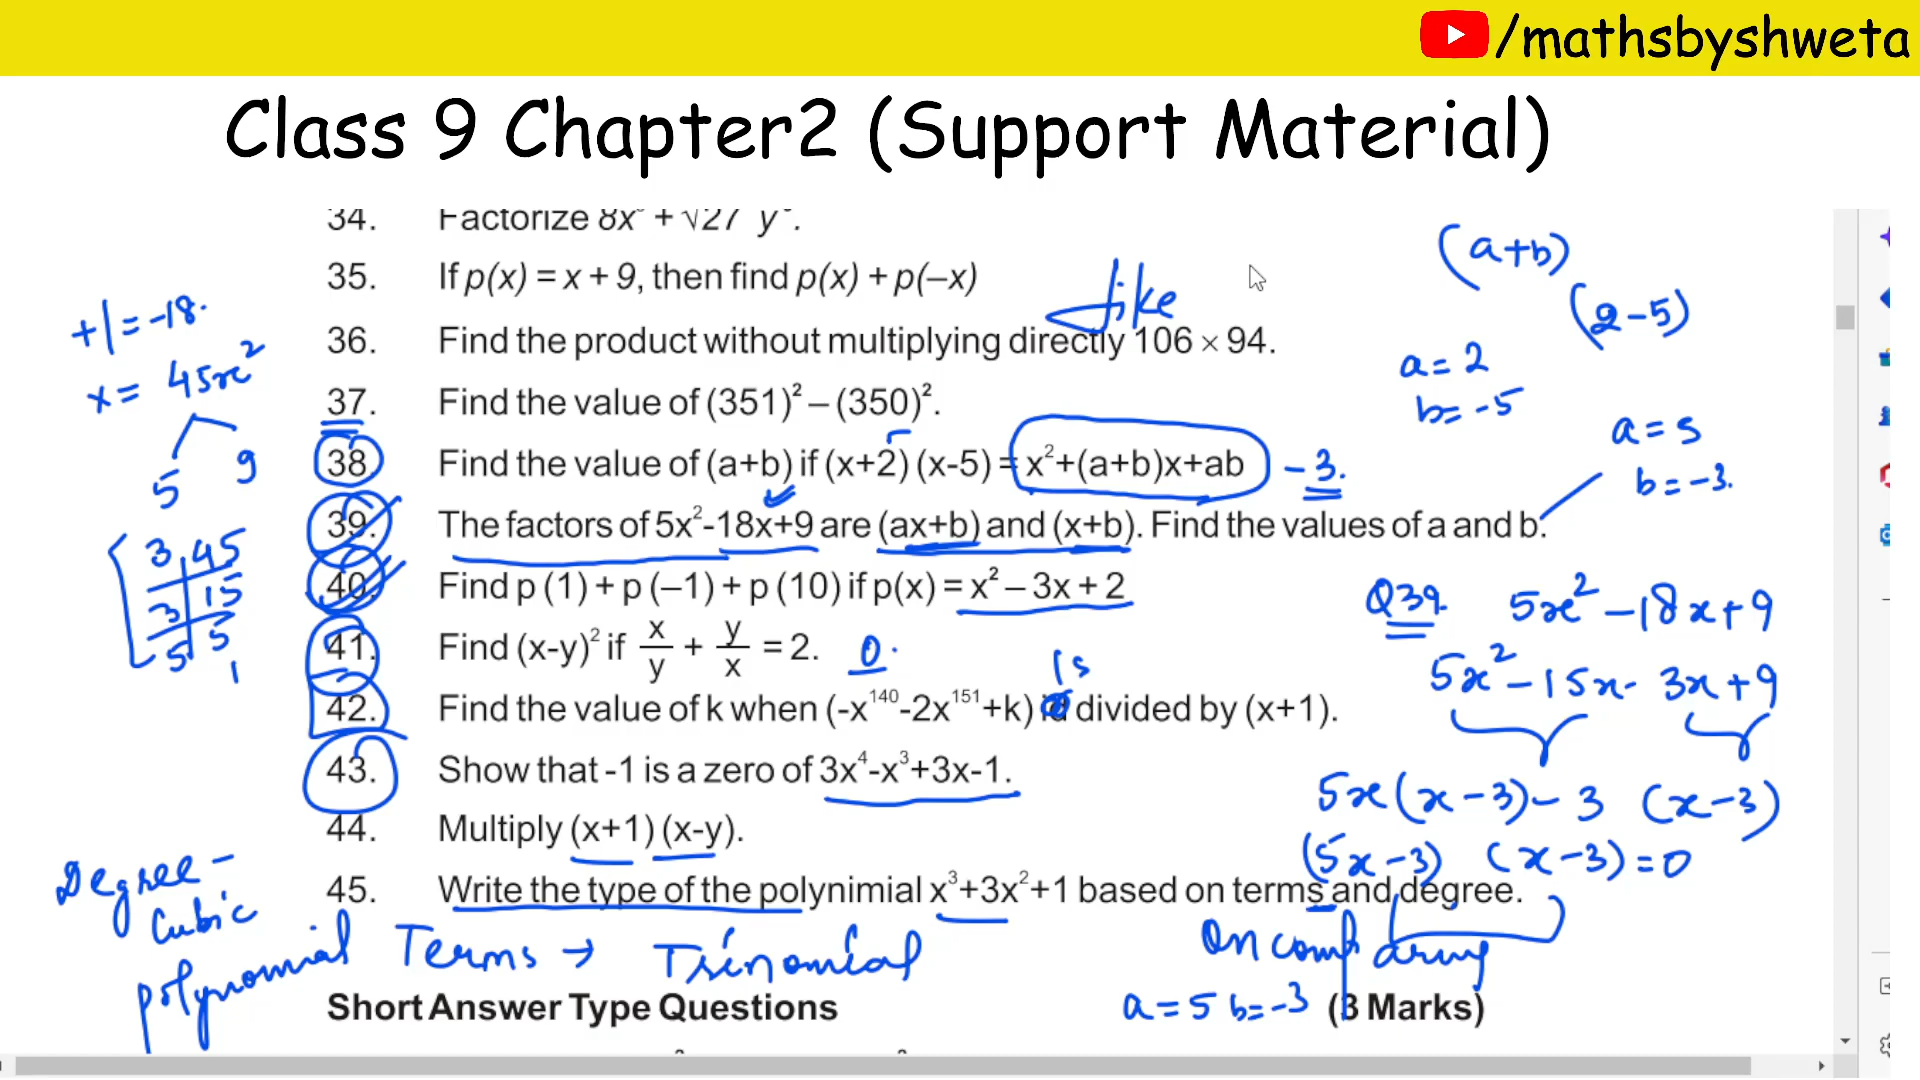 /mathsbyshweta
Class 9 Chapter2 (Support Material)
34. Factorize 8x³ + √27 y³.
35. If p(x) = x + 9, then find p(x) + p(–x)
36. Find the product without multiplying directly 106 × 94.
37. Find the value of (351)² – (350)².
38. Find the value of (a+b) if (x+2) (x-5) = x²+(a+b)x+ab
39. The factors of 5x²-18x+9 are (ax+b) and (x+b). Find the values of a and b.
40. Find p (1) + p (–1) + p (10) if p(x) = x² – 3x + 2
41. Find (x-y)² if x/y + y/x = 2.
42. Find the value of k when (-x¹⁴⁰-2x¹⁵¹+k) is divided by (x+1).
43. Show that -1 is a zero of 3x⁴-x³+3x-1.
44. Multiply (x+1) (x-y).
45. Write the type of the polynimial x³+3x²+1 based on terms and degree.
Short Answer Type Questions (3 Marks)
+ = -18.
x = 45x²
5 9
3 45
3 15
5 5
1
Like
(a+b)
(2-5)
a = 2
b = -5
-3.
a = 5
b = -3.
0.
Q39 5x² - 18x + 9
5x² - 15x - 3x + 9
5x (x-3) - 3 (x-3)
(5x-3) (x-3) = 0
On comparing
a = 5 b = -3
Degree -
Cubic
polynomial
Terms → Trinomial